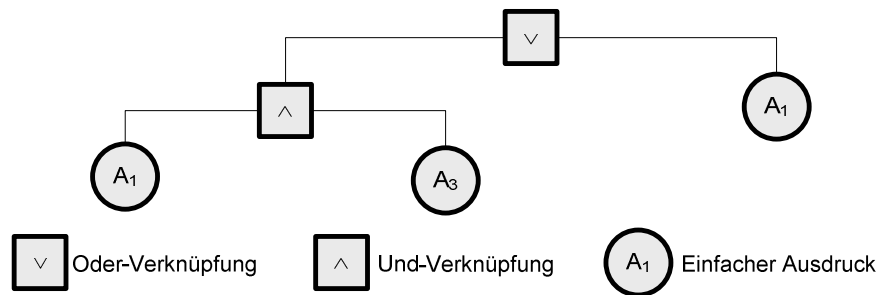 ∨
∧
A₁
A₁
A₃
∨ Oder-Verknüpfung
∧ Und-Verknüpfung
A₁ Einfacher Ausdruck